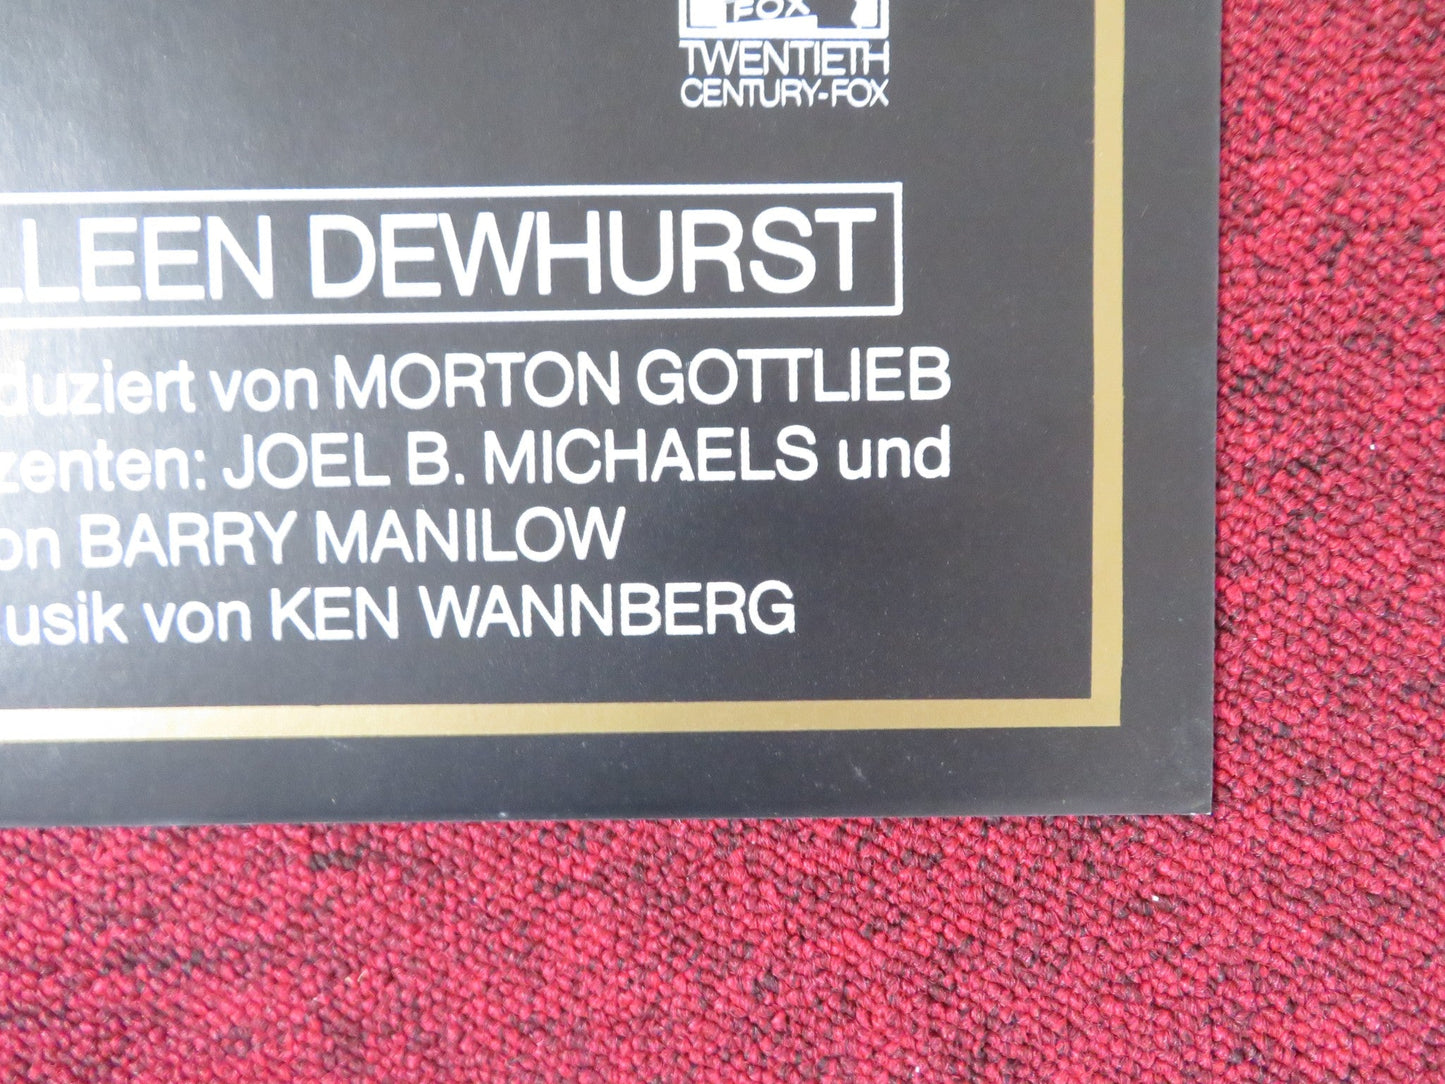 FOX
TWENTIETH
CENTURY-FOX
LLEEN DEWHURST
duziert von MORTON GOTTLIEB
zenten: JOEL B. MICHAELS und
on BARRY MANILOW
usik von KEN WANNBERG